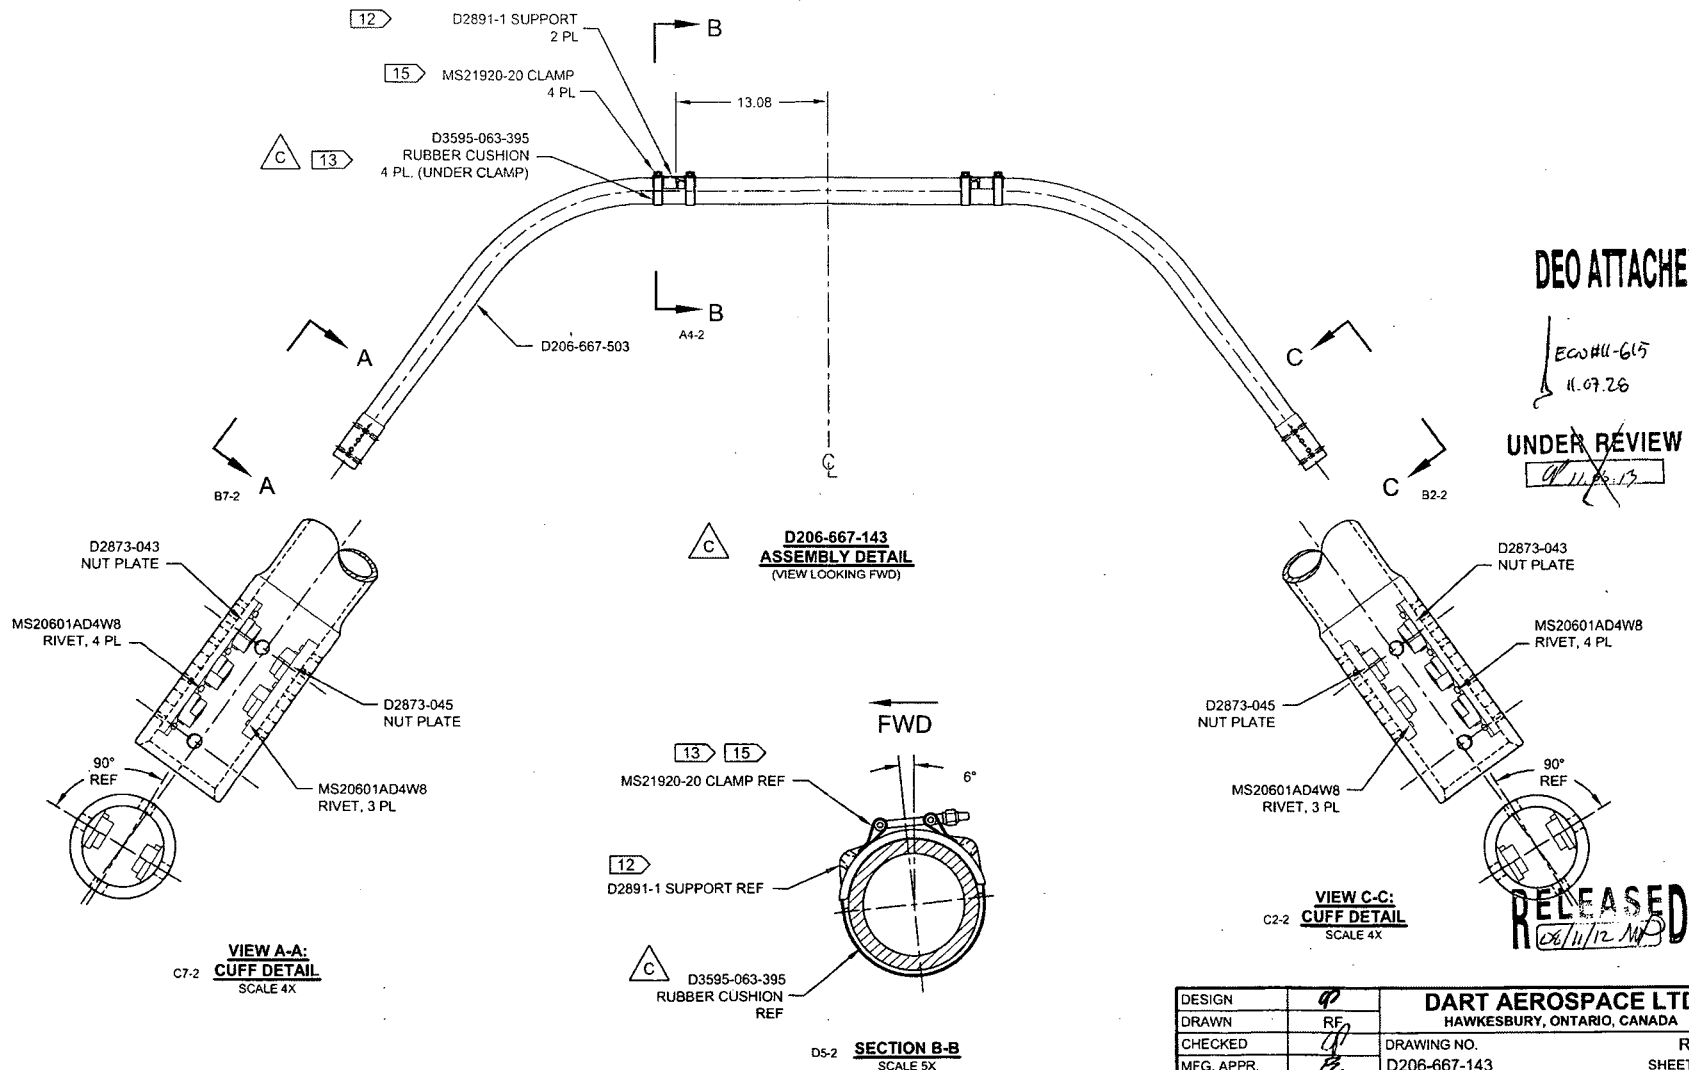 12
D2891-1 SUPPORT
2 PL
B
15
MS21920-20 CLAMP
4 PL
13.08
C
13
D3595-063-395
RUBBER CUSHION
4 PL. (UNDER CLAMP)
B
A4-2
D206-667-503
A
A
B7-2
C
C
B2-2
DEO ATTACHE
11.07.28
UNDER REVIEW
C
D206-667-143
ASSEMBLY DETAIL
(VIEW LOOKING FWD)
D2873-043
NUT PLATE
MS20601AD4W8
RIVET, 4 PL
D2873-045
NUT PLATE
MS20601AD4W8
RIVET, 3 PL
90°
REF
VIEW A-A:
C7-2 CUFF DETAIL
SCALE 4X
FWD
13 15
MS21920-20 CLAMP REF
6°
12
D2891-1 SUPPORT REF
C
D3595-063-395
RUBBER CUSHION
REF
D5-2 SECTION B-B
SCALE 5X
D2873-043
NUT PLATE
MS20601AD4W8
RIVET, 4 PL
D2873-045
NUT PLATE
MS20601AD4W8
RIVET, 3 PL
90°
REF
VIEW C-C:
C2-2 CUFF DETAIL
SCALE 4X
RELEASED
DESIGN
DART AEROSPACE LTD
DRAWN RF
HAWKESBURY, ONTARIO, CANADA
CHECKED
DRAWING NO. R
MFG. APPR.
D206-667-143 SHEET